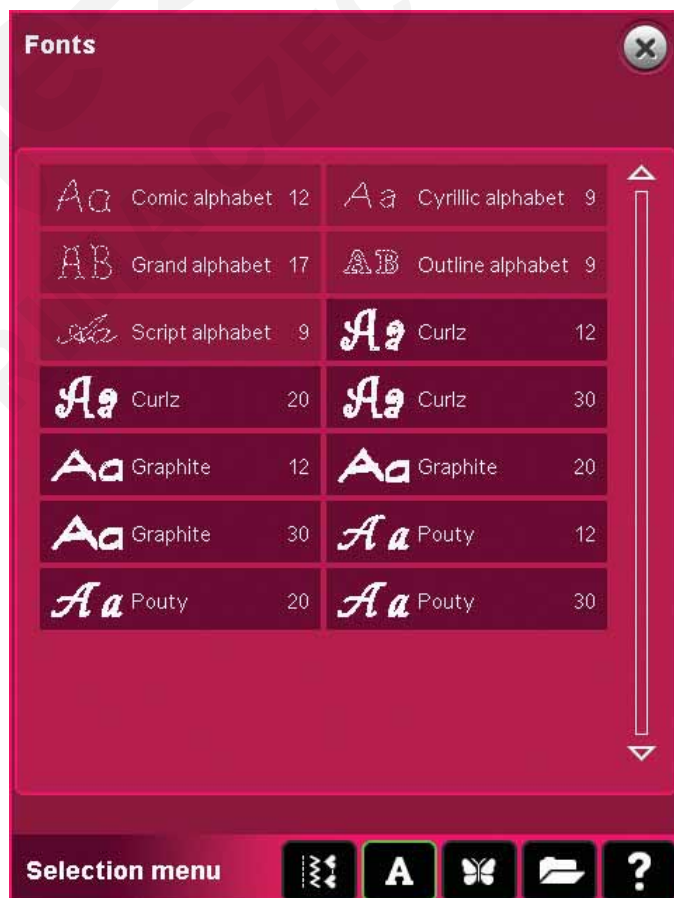 Fonts
Aa Comic alphabet 12 Aa Cyrillic alphabet 9
AB Grand alphabet 17 AB Outline alphabet 9
Script alphabet 9 Aa Curlz 12
Aa Curlz 20 Aa Curlz 30
Aa Graphite 12 Aa Graphite 20
Aa Graphite 30 Aa Pouty 12
Aa Pouty 20 Aa Pouty 30
Selection menu A ?